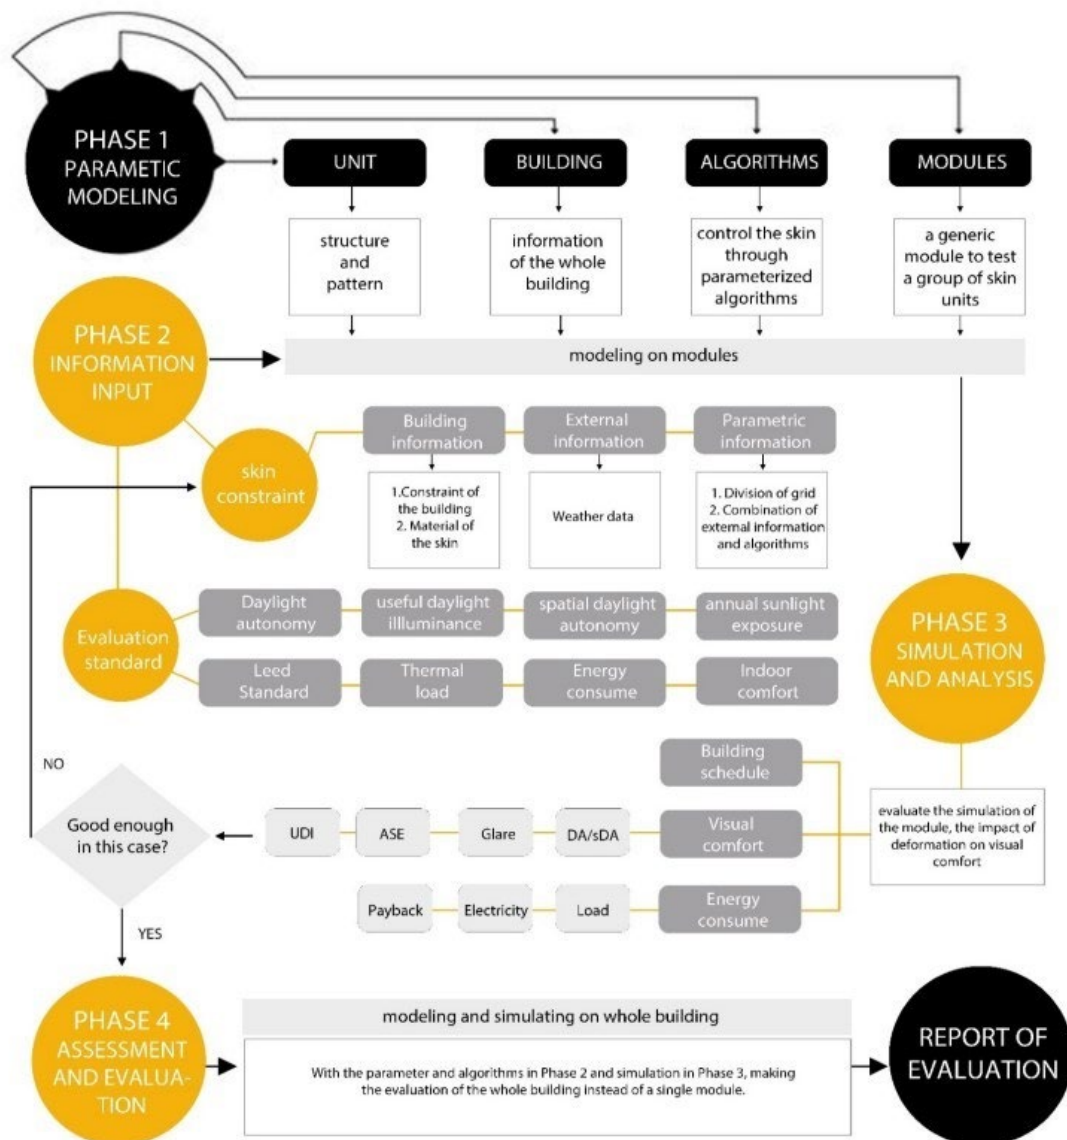 PHASE 1
PARAMETIC
MODELING
UNIT
BUILDING
ALGORITHMS
MODULES
structure
and
pattern
information
of the whole
building
control the skin
through
parameterized
algorithms
a generic
module to test
a group of skin
units
PHASE 2
INFORMATION
INPUT
modeling on modules
skin
constraint
Building
information
External
information
Parametric
information
1.Constraint of
the building
2. Material of
the skin
Weather data
1. Division of grid
2. Combination of
external information
and algorithms
Evaluation
standard
Daylight
autonomy
useful daylight
illluminance
spatial daylight
autonomy
annual sunlight
exposure
Leed
Standard
Thermal
load
Energy
consume
Indoor
comfort
PHASE 3
SIMULATION
AND ANALYSIS
evaluate the simulation of
the module, the impact of
deformation on visual
comfort
Building
schedule
Visual
comfort
Energy
consume
DA/sDA
Glare
ASE
UDI
Load
Electricity
Payback
NO
Good enough
in this case?
YES
PHASE 4
ASSESSMENT
AND EVALUA-
TION
modeling and simulating on whole building
With the parameter and algorithms in Phase 2 and simulation in Phase 3, making
the evaluation of the whole building instead of a single module.
REPORT OF
EVALUATION